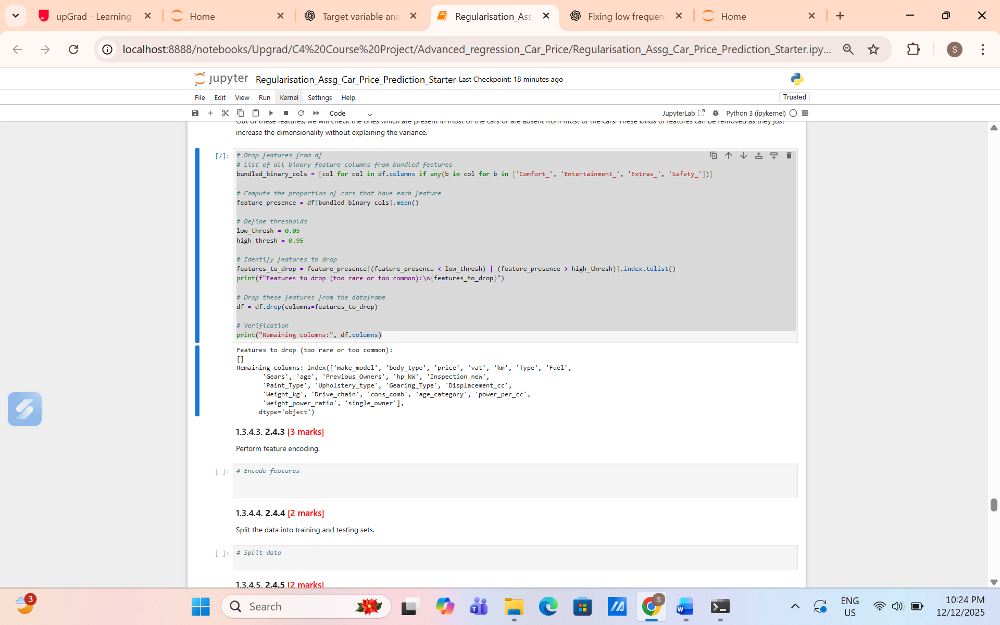 upGrad - Learning
Home
Target variable ana
Regularisation_Ass
Fixing low frequen
Home
localhost:8888/notebooks/Upgrad/C4%20Course%20Project/Advanced_regression_Car_Price/Regularisation_Assg_Car_Price_Prediction_Starter.ipy...
S
jupyter Regularisation_Assg_Car_Price_Prediction_Starter Last Checkpoint: 18 minutes ago
File Edit View Run Kernel Settings Help
Trusted
Code
JupyterLab
Python 3 (ipykernel)
Out of these features, we will check the ones which are present in most of the cars or are absent from most of the cars. These kinds of features can be removed as they just
increase the dimensionality without explaining the variance.
[7]:
# Drop features from df
# List of all binary feature columns from bundled features
bundled_binary_cols = [col for col in df.columns if any(b in col for b in ['Comfort_', 'Entertainment_', 'Extras_', 'Safety_'])]
# Compute the proportion of cars that have each feature
feature_presence = df[bundled_binary_cols].mean()
# Define thresholds
low_thresh = 0.05
high_thresh = 0.95
# Identify features to drop
features_to_drop = feature_presence[(feature_presence < low_thresh) | (feature_presence > high_thresh)].index.tolist()
print(f"Features to drop (too rare or too common):\n{features_to_drop}")
# Drop these features from the dataframe
df = df.drop(columns=features_to_drop)
# Verification
print("Remaining columns:", df.columns)
Features to drop (too rare or too common):
[]
Remaining columns: Index(['make_model', 'body_type', 'price', 'vat', 'km', 'Type', 'Fuel',
'Gears', 'age', 'Previous_Owners', 'hp_kW', 'Inspection_new',
'Paint_Type', 'Upholstery_type', 'Gearing_Type', 'Displacement_cc',
'Weight_kg', 'Drive_chain', 'cons_comb', 'age_category', 'power_per_cc',
'weight_power_ratio', 'single_owner'],
dtype='object')
1.3.4.3. 2.4.3 [3 marks]
Perform feature encoding.
[ ]:
# Encode features
1.3.4.4. 2.4.4 [2 marks]
Split the data into training and testing sets.
[ ]:
# Split data
1.3.4.5. 2.4.5 [2 marks]
3
Search
S
ENG
US
10:24 PM
12/12/2025